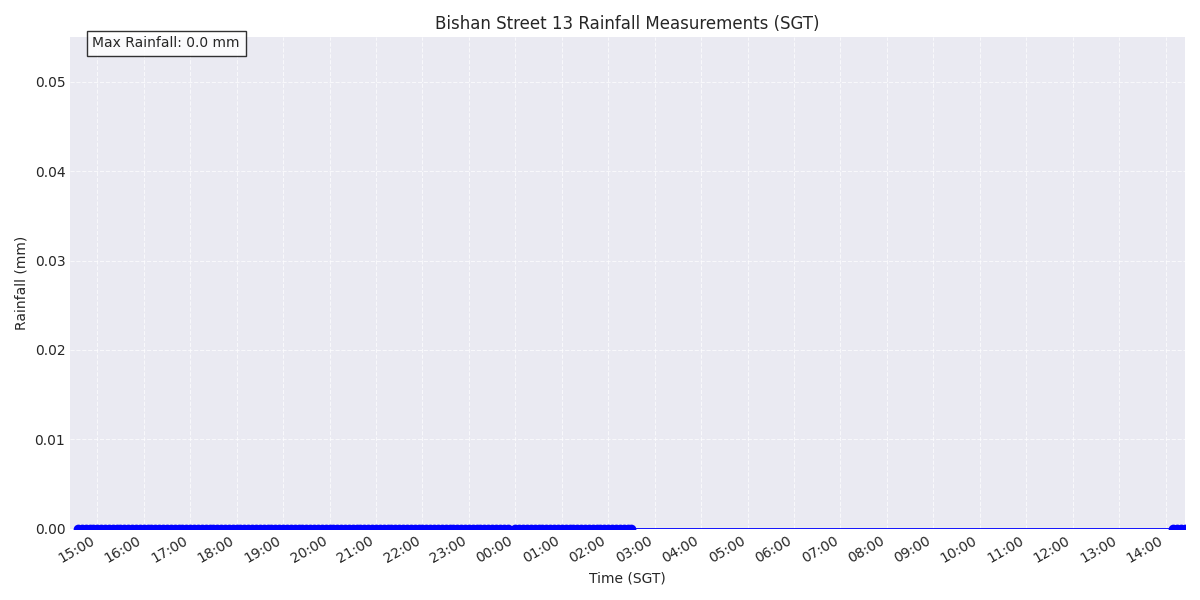 Bishan Street 13 Rainfall Measurements (SGT)
Max Rainfall: 0.0 mm
0.05
0.04
0.03
0.02
0.01
0.00
Rainfall (mm)
15:00 16:00 17:00 18:00 19:00 20:00 21:00 22:00 23:00 00:00 01:00 02:00 03:00 04:00 05:00 06:00 07:00 08:00 09:00 10:00 11:00 12:00 13:00 14:00
Time (SGT)